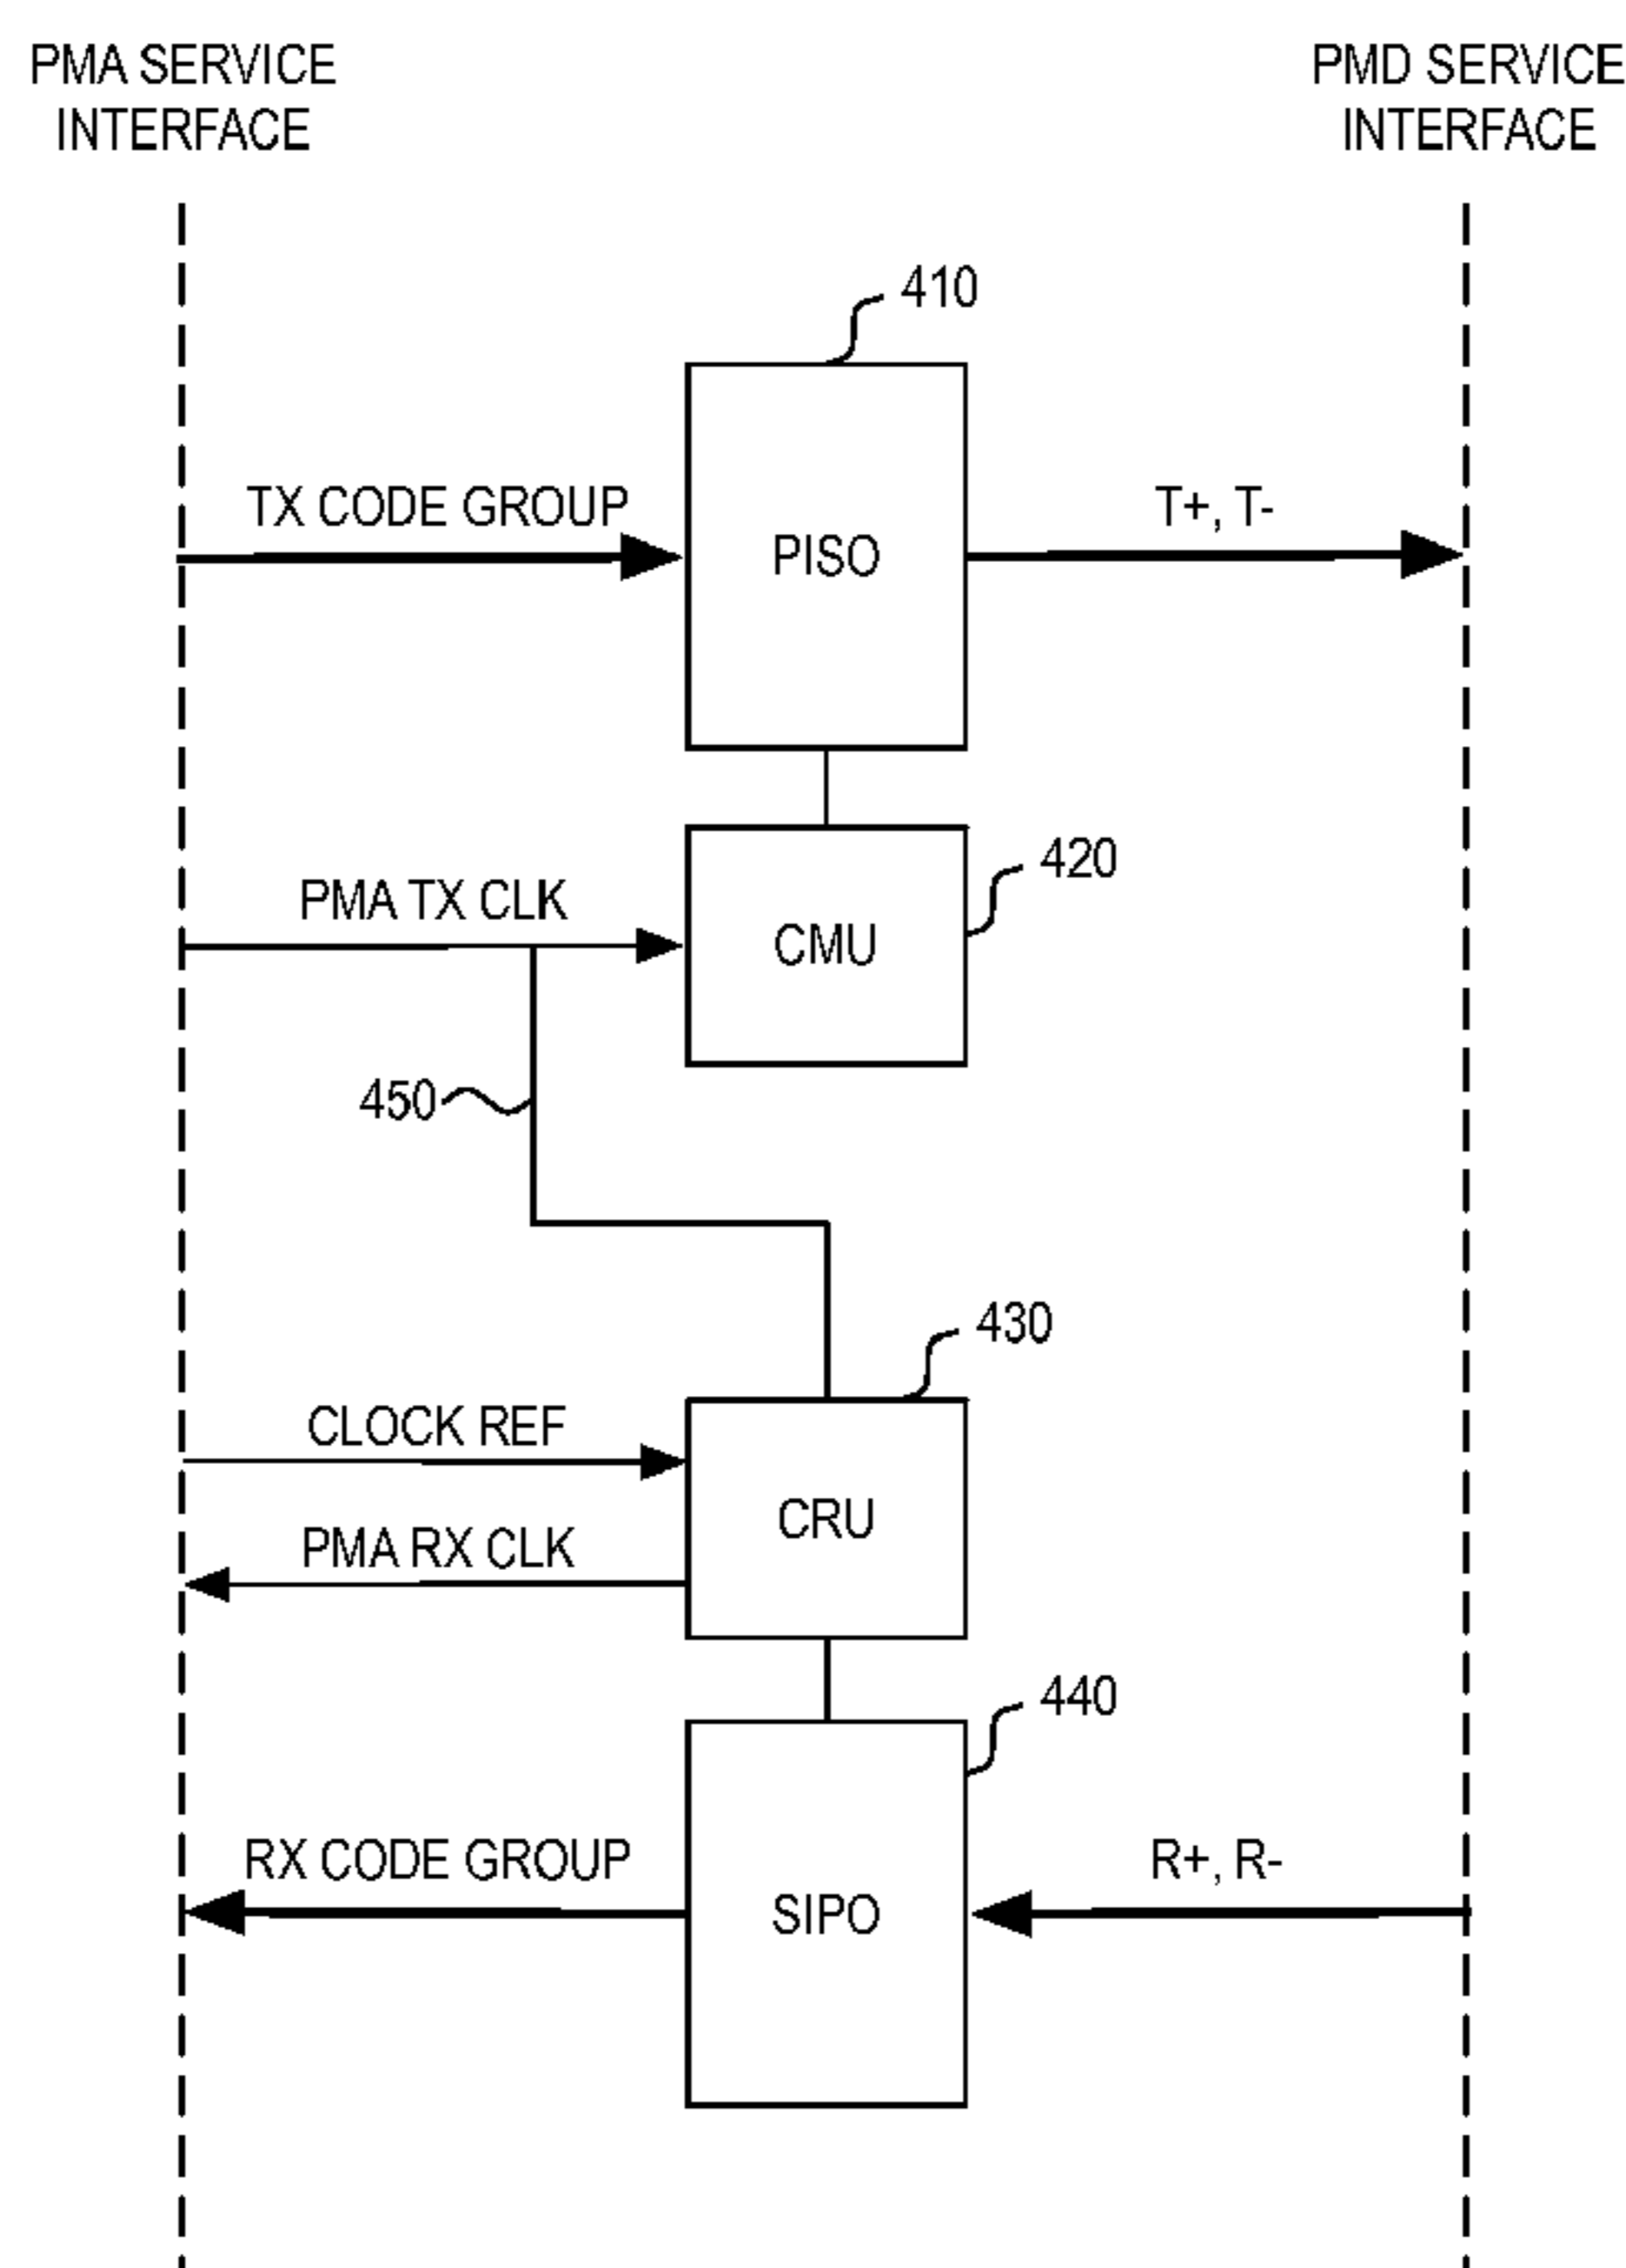 PMA SERVICE
INTERFACE
PMD SERVICE
INTERFACE
410
TX CODE GROUP
PISO
T+, T-
420
PMA TX CLK
CMU
450
430
CLOCK REF
CRU
PMA RX CLK
440
RX CODE GROUP
SIPO
R+, R-